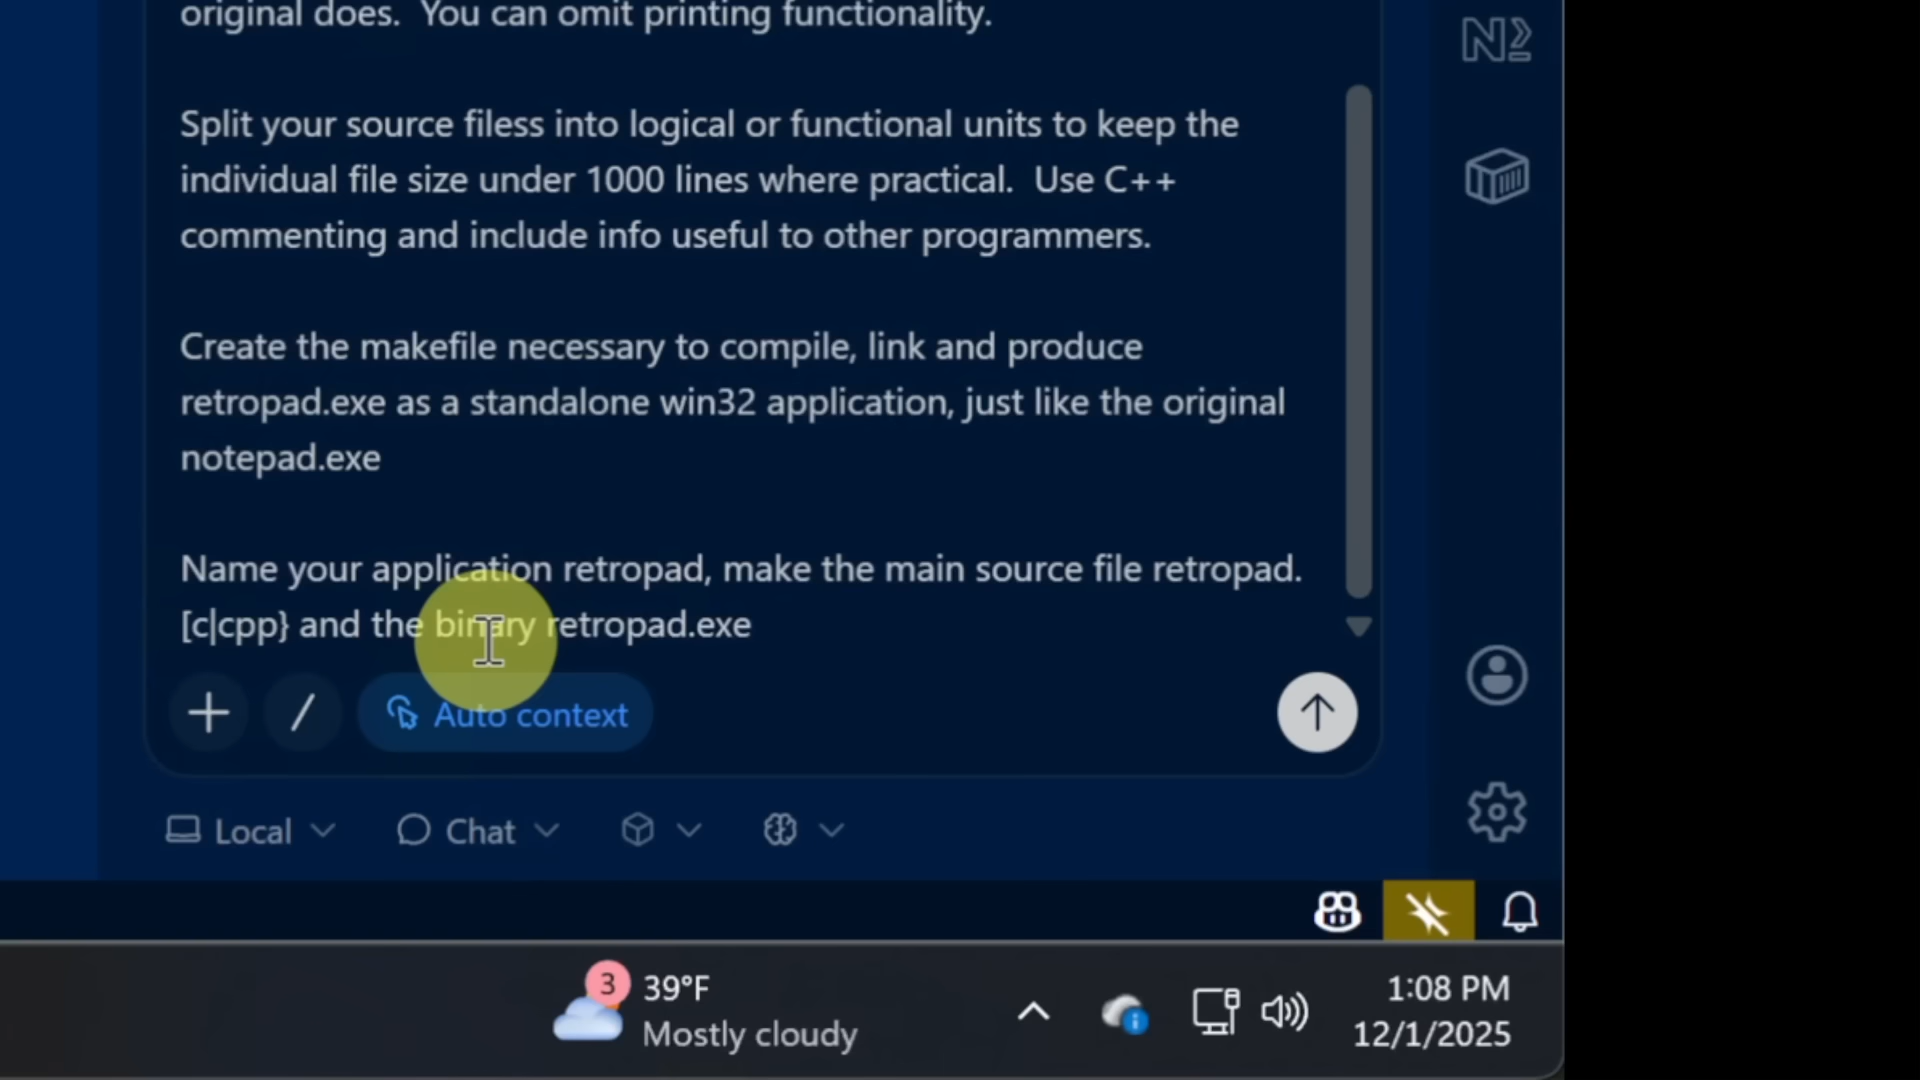 original does.  You can omit printing functionality.
Split your source filess into logical or functional units to keep the
individual file size under 1000 lines where practical.  Use C++
commenting and include info useful to other programmers.
Create the makefile necessary to compile, link and produce
retropad.exe as a standalone win32 application, just like the original
notepad.exe
Name your application retropad, make the main source file retropad.
[c|cpp} and the binary retropad.exe
Auto context
Local
Chat
3
39°F
Mostly cloudy
1:08 PM
12/1/2025